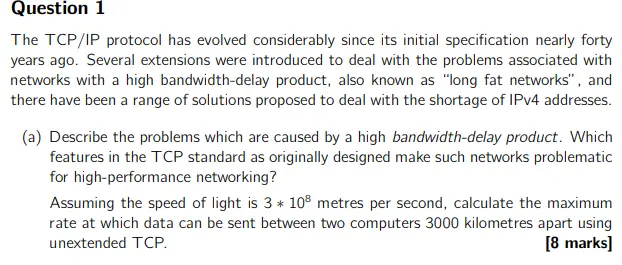 Question 1
The TCP/IP protocol has evolved considerably since its initial specification nearly forty
years ago. Several extensions were introduced to deal with the problems associated with
networks with a high bandwidth-delay product, also known as “long fat networks”, and
there have been a range of solutions proposed to deal with the shortage of IPv4 addresses.
(a) Describe the problems which are caused by a high bandwidth-delay product. Which
features in the TCP standard as originally designed make such networks problematic
for high-performance networking?
Assuming the speed of light is 3 ∗ 10⁸ metres per second, calculate the maximum
rate at which data can be sent between two computers 3000 kilometres apart using
unextended TCP. [8 marks]